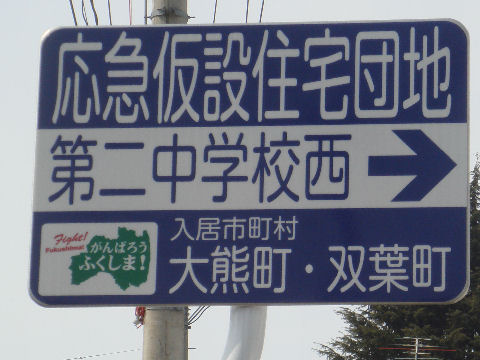 応急仮設住宅団地
第二中学校西
Fight!
Fukushima!
がんばろう
ふくしま!
入居市町村
大熊町・双葉町